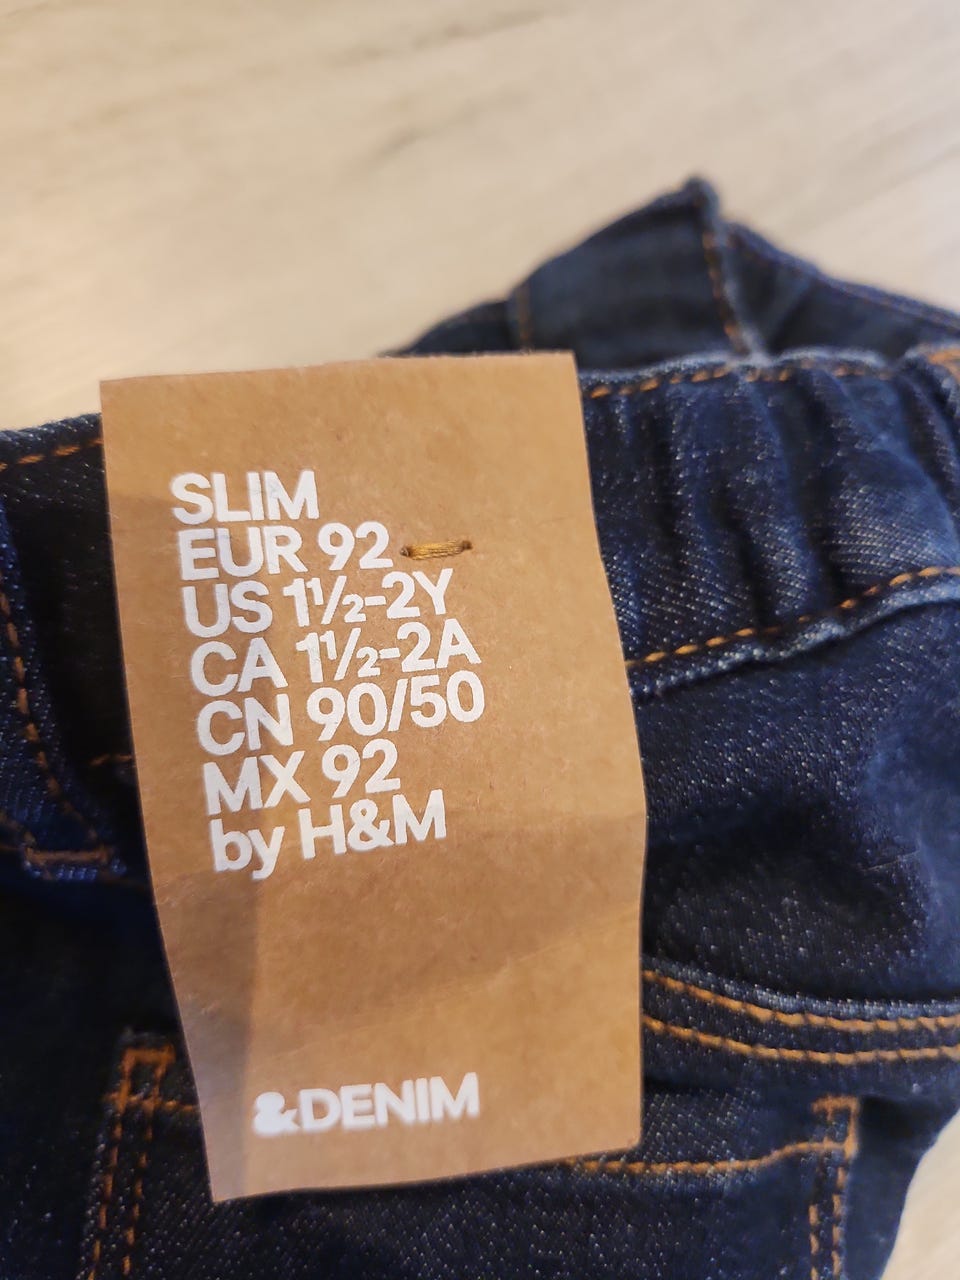 SLIM
EUR 92
US 1½-2Y
CA 1½-2A
CN 90/50
MX 92
by H&M
&DENIM